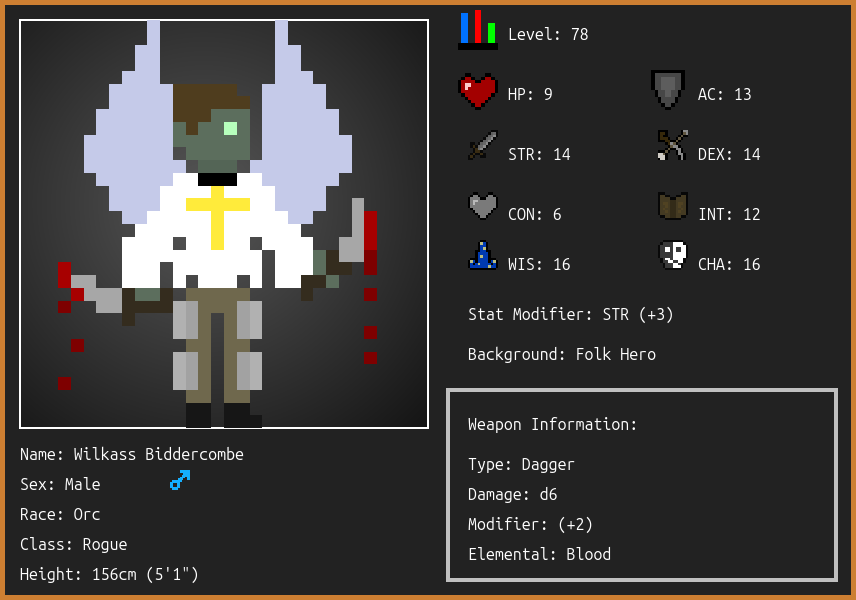 Level: 78
HP: 9
AC: 13
STR: 14
DEX: 14
CON: 6
INT: 12
WIS: 16
CHA: 16
Stat Modifier: STR (+3)
Background: Folk Hero
Weapon Information:
Type: Dagger
Damage: d6
Modifier: (+2)
Elemental: Blood
Name: Wilkass Biddercombe
Sex: Male
Race: Orc
Class: Rogue
Height: 156cm (5'1")